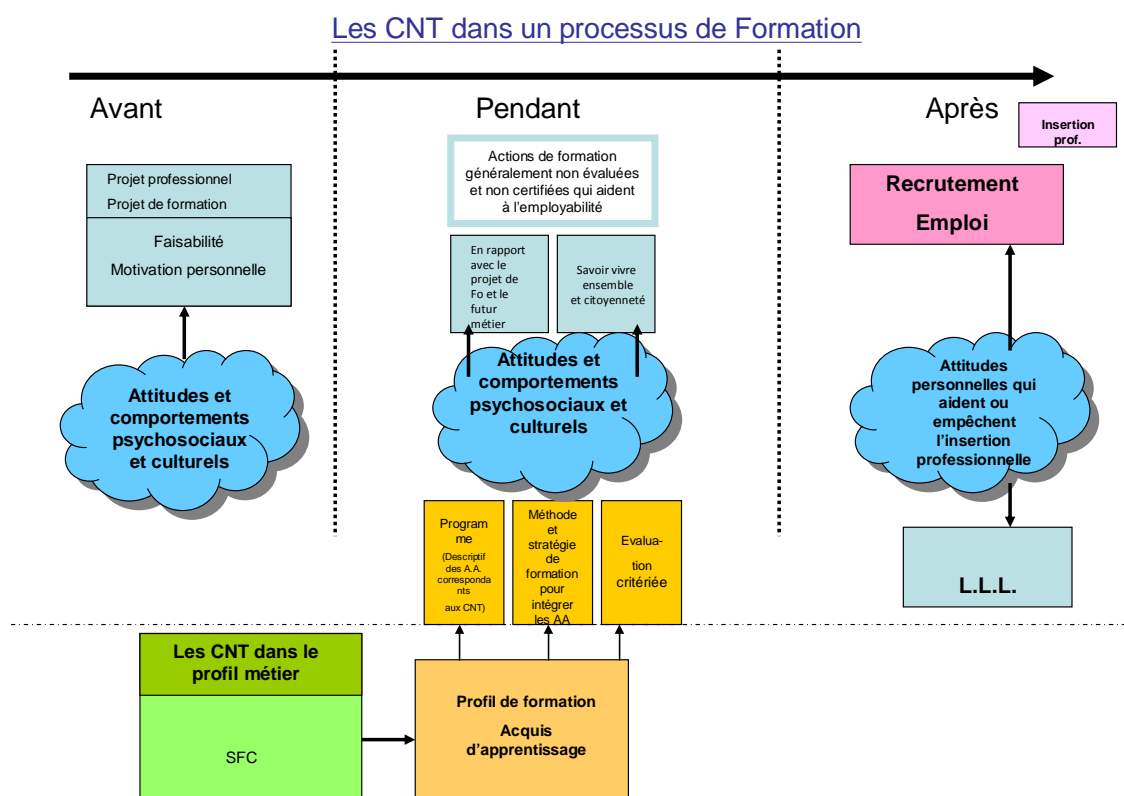 Les CNT dans un processus de Formation
Avant
Pendant
Après
Insertion
prof.
Projet professionnel
Projet de formation
Faisabilité
Motivation personnelle
Attitudes et
comportements
psychosociaux
et culturels
Actions de formation
généralement non évaluées
et non certifiées qui aident
à l'employabilité
En rapport
avec le
projet de
Fo et le
futur
métier
Savoir vivre
ensemble
et citoyenneté
Attitudes et
comportements
psychosociaux et
culturels
Recrutement
Emploi
Attitudes
personnelles qui
aident ou
empêchent
l'insertion
professionnelle
L.L.L.
Programme
me
(Descriptif
des A.A.
corresponda
nts
aux CNT)
Méthode
et
stratégie
de
formation
pour
intégrer
les AA
Evalua-
tion
critériée
Les CNT dans le
profil métier
SFC
Profil de formation
Acquis
d'apprentissage